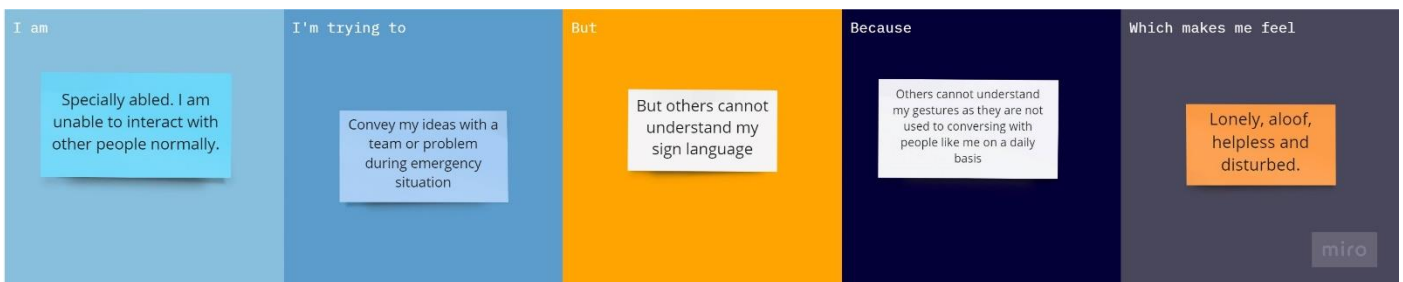 I am
Specially abled. I am
unable to interact with
other people normally.
I'm trying to
Convey my ideas with a
team or problem
during emergency
situation
But
But others cannot
understand my
sign language
Because
Others cannot understand
my gestures as they are not
used to conversing with
people like me on a daily
basis
Which makes me feel
Lonely, aloof,
helpless and
disturbed.
miro